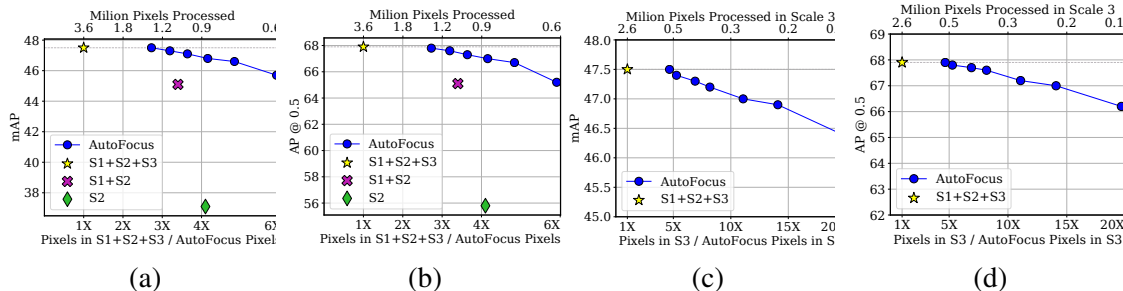 Milion Pixels Processed
3.6 1.8 1.2 0.9 0.6
48
46
44
42
40
38
mAP
AutoFocus
S1+S2+S3
S1+S2
S2
1X 2X 3X 4X 6X
Pixels in S1+S2+S3 / AutoFocus Pixels
(a)
Milion Pixels Processed
3.6 1.8 1.2 0.9 0.6
68
66
64
62
60
58
56
AP @ 0.5
AutoFocus
S1+S2+S3
S1+S2
S2
1X 2X 3X 4X 6X
Pixels in S1+S2+S3 / AutoFocus Pixels
(b)
Milion Pixels Processed in Scale 3
2.6 0.5 0.3 0.2 0.1
48.0
47.5
47.0
46.5
46.0
45.5
45.0
mAP
AutoFocus
S1+S2+S3
1X 5X 10X 15X 20X
Pixels in S3 / AutoFocus Pixels in S
(c)
Milion Pixels Processed in Scale 3
2.6 0.5 0.3 0.2 0.1
69
68
67
66
65
64
63
62
AP @ 0.5
AutoFocus
S1+S2+S3
1X 5X 10X 15X 20X
Pixels in S3 / AutoFocus Pixels in S3
(d)